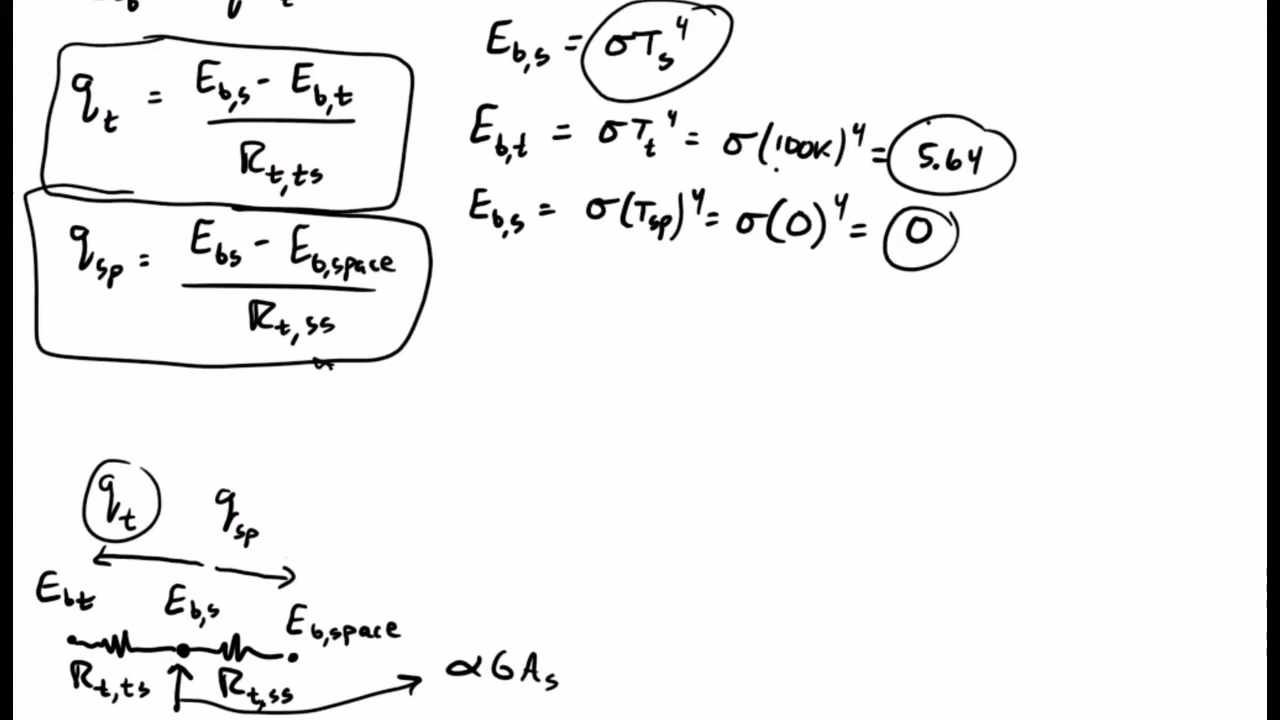 E_b,s = σT_s^4
q_t = (E_b,s - E_b,t) / R_t,ts
E_b,t = σT_t^4 = σ(100K)^4 = 5.64
E_b,s = σ(T_sp)^4 = σ(0)^4 = 0
q_sp = (E_bs - E_b,space) / R_t,ss
q_t q_sp
E_bt E_b,s E_b,space
R_t,ts R_t,ss αGA_s